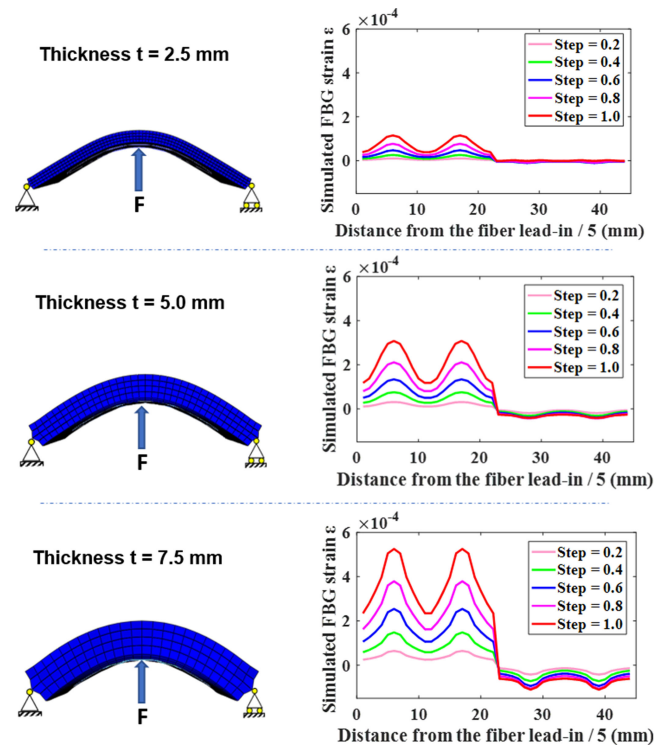 Thickness t = 2.5 mm
F
×10⁻⁴
6
4
2
0
Simulated FBG strain ε
Step = 0.2
Step = 0.4
Step = 0.6
Step = 0.8
Step = 1.0
0 10 20 30 40
Distance from the fiber lead-in / 5 (mm)
Thickness t = 5.0 mm
F
×10⁻⁴
6
4
2
0
Simulated FBG strain ε
Step = 0.2
Step = 0.4
Step = 0.6
Step = 0.8
Step = 1.0
0 10 20 30 40
Distance from the fiber lead-in / 5 (mm)
Thickness t = 7.5 mm
F
×10⁻⁴
6
4
2
0
Simulated FBG strain ε
Step = 0.2
Step = 0.4
Step = 0.6
Step = 0.8
Step = 1.0
0 10 20 30 40
Distance from the fiber lead-in / 5 (mm)